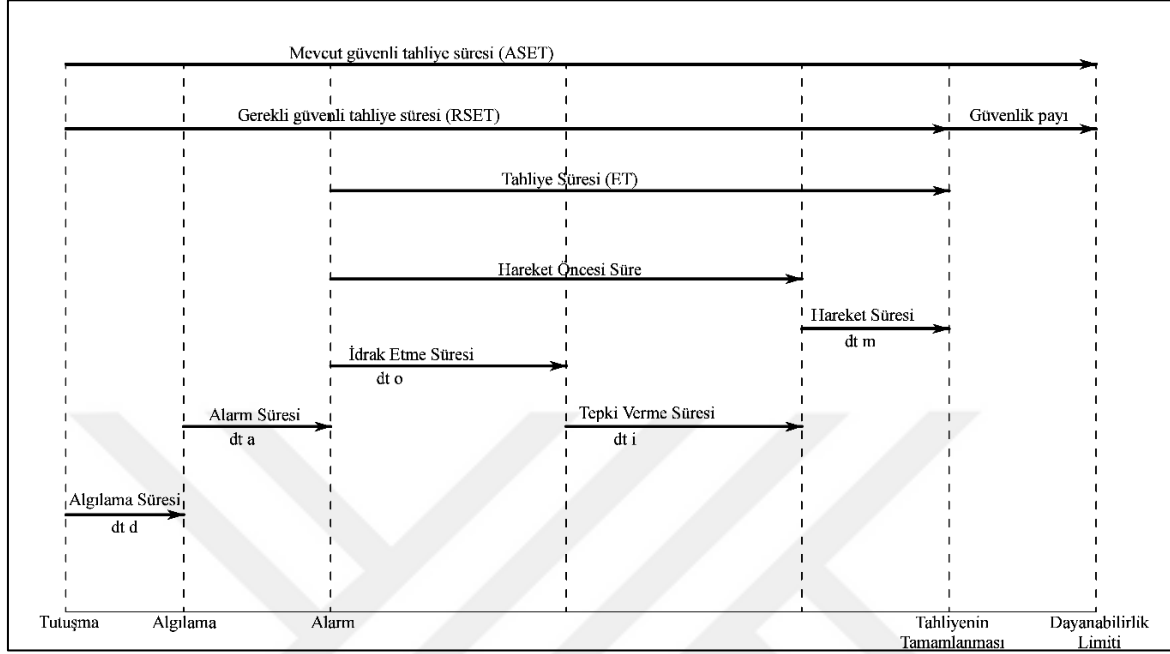 Mevcut güvenli tahliye süresi (ASET)
Gerekli güvenli tahliye süresi (RSET)
Güvenlik payı
Tahliye Süresi (ET)
Hareket Öncesi Süre
Hareket Süresi
dt m
İdrak Etme Süresi
dt o
Alarm Süresi
dt a
Tepki Verme Süresi
dt i
Algılama Süresi
dt d
Tutuşma
Algılama
Alarm
Tahliyenin
Tamamlanması
Dayanabilirlik
Limiti